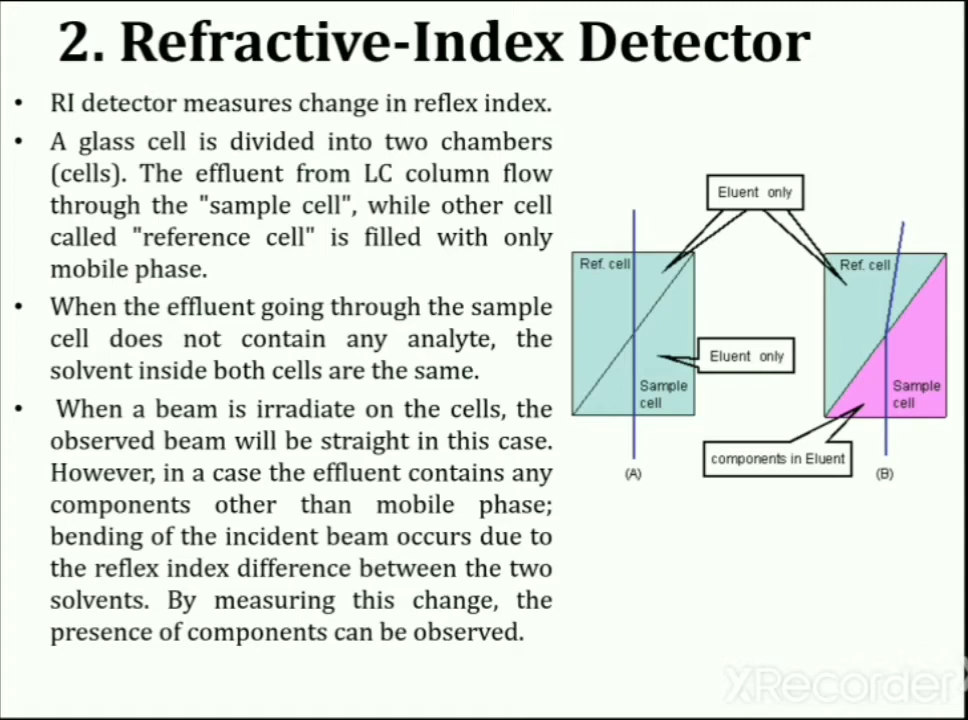 2. Refractive-Index Detector
• RI detector measures change in reflex index.
• A glass cell is divided into two chambers
(cells). The effluent from LC column flow
through the "sample cell", while other cell
called "reference cell" is filled with only
mobile phase.
• When the effluent going through the sample
cell does not contain any analyte, the
solvent inside both cells are the same.
• When a beam is irradiate on the cells, the
observed beam will be straight in this case.
However, in a case the effluent contains any
components other than mobile phase;
bending of the incident beam occurs due to
the reflex index difference between the two
solvents. By measuring this change, the
presence of components can be observed.
Eluent only
Ref. cell
Ref. cell
Eluent only
Sample
cell
Sample
cell
components in Eluent
(A)
(B)
XRecorder